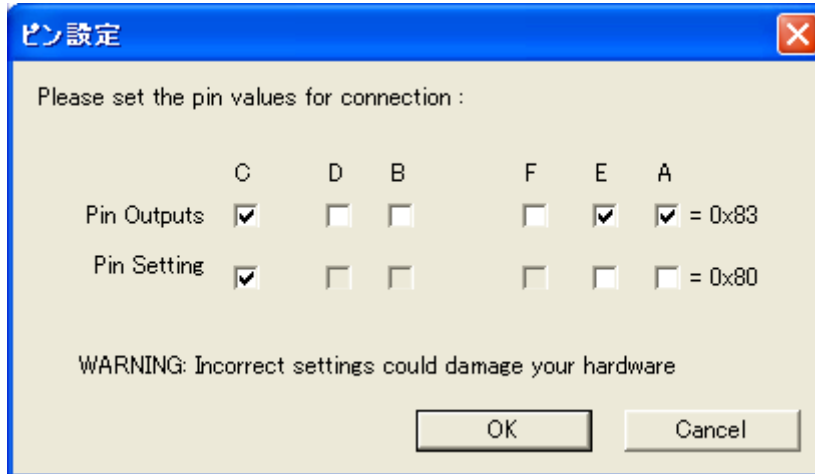 ピン設定
Please set the pin values for connection :
C D B F E A
Pin Outputs = 0x83
Pin Setting = 0x80
WARNING: Incorrect settings could damage your hardware
OK Cancel